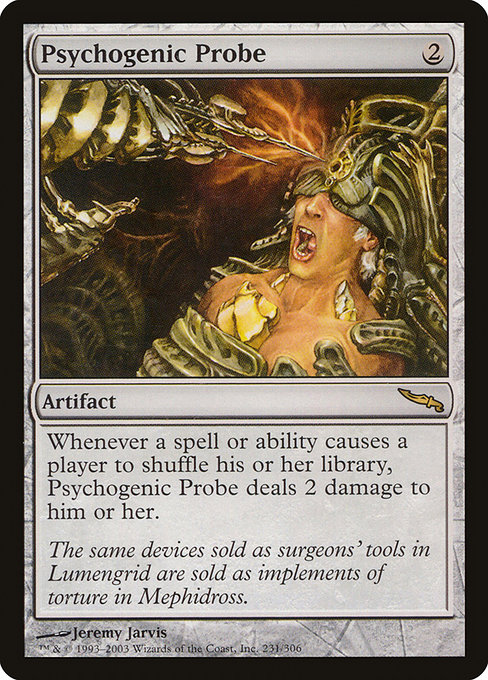 Psychogenic Probe 2
Artifact
Whenever a spell or ability causes a
player to shuffle his or her library,
Psychogenic Probe deals 2 damage to
him or her.
The same devices sold as surgeons' tools in
Lumengrid are sold as implements of
torture in Mephidross.
Jeremy Jarvis
™ & © 1993–2003 Wizards of the Coast, Inc. 231/306